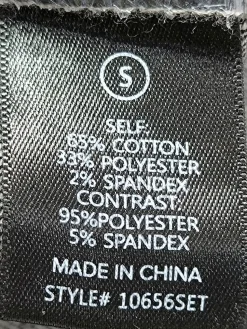 S
SELF:
65% COTTON
33% POLYESTER
2% SPANDEX
CONTRAST
95%POLYESTER
5% SPANDEX
MADE IN CHINA
STYLE# 10656SET